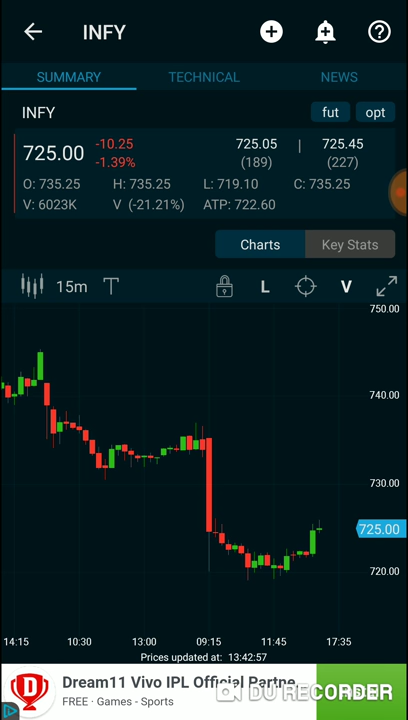 INFY
SUMMARY TECHNICAL NEWS
INFY fut opt
725.00 -10.25 -1.39% 725.05 (189) | 725.45 (227)
O: 735.25 H: 735.25 L: 719.10 C: 735.25
V: 6023K V (-21.21%) ATP: 722.60
Charts Key Stats
15m T L V
750.00
740.00
730.00
725.00
720.00
14:15 10:30 13:00 09:15 11:45 17:35
Prices updated at: 13:42:57
Dream11 Vivo IPL Official Partne...
FREE · Games - Sports
DU RECORDER